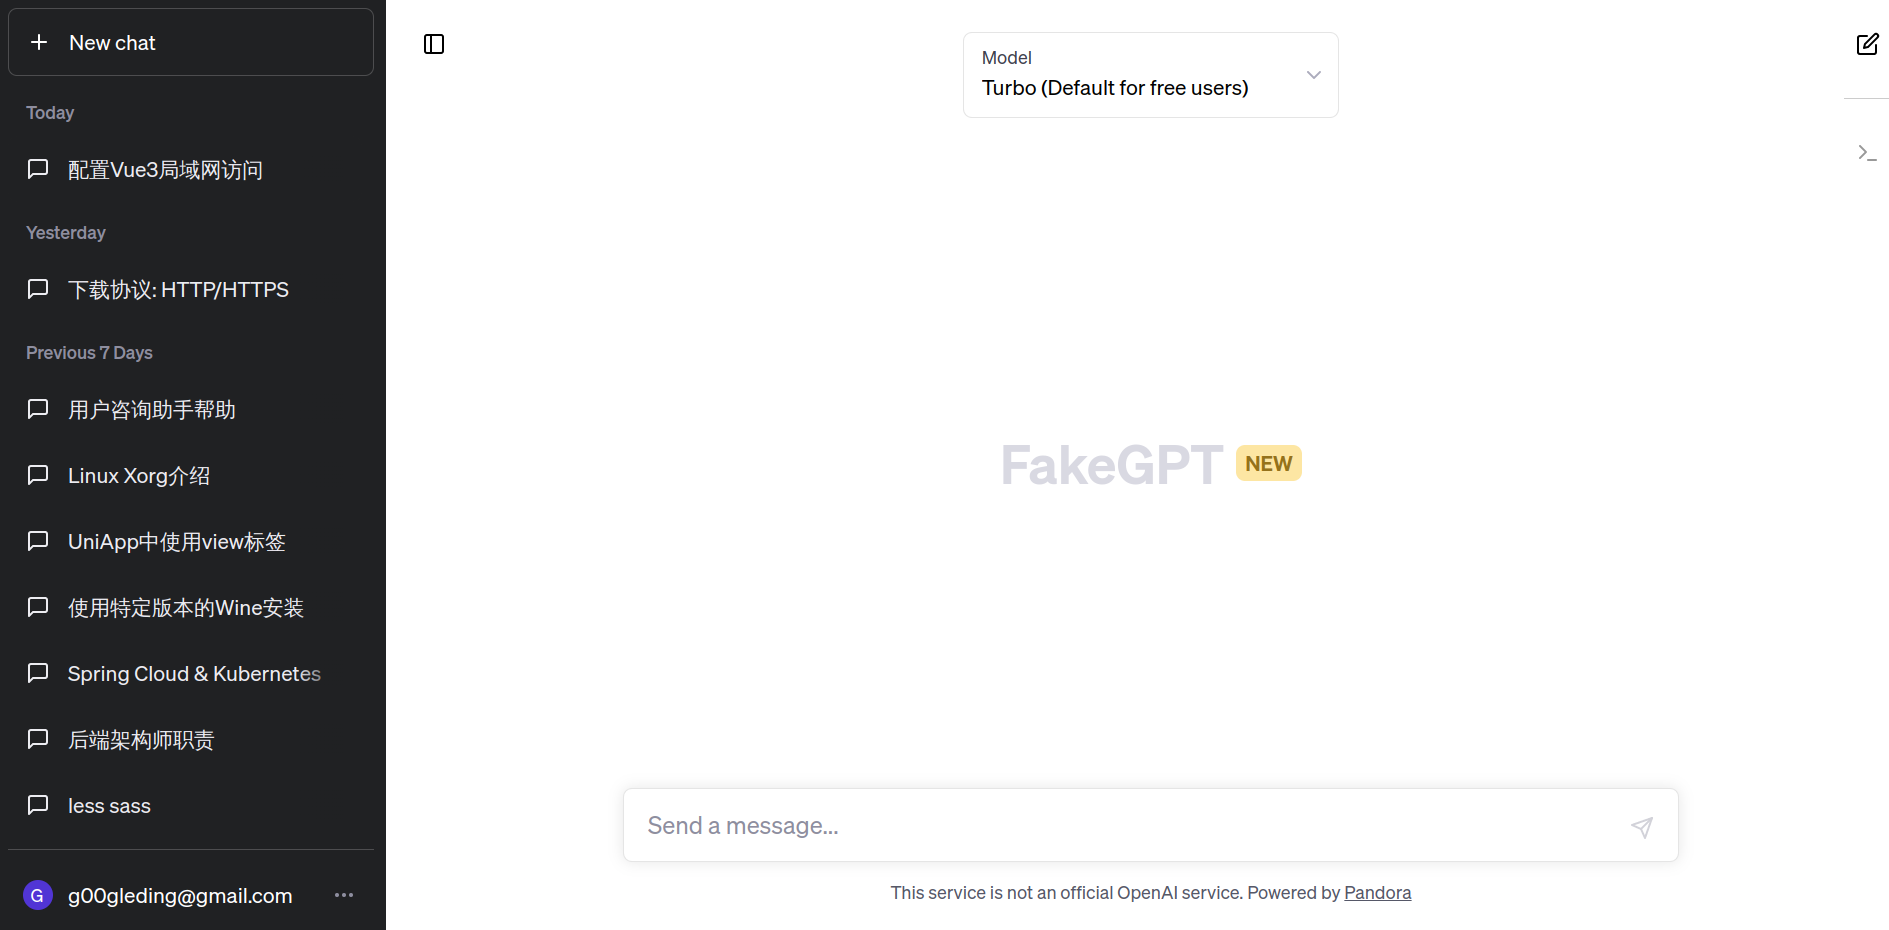 New chat
Today
配置Vue3局域网访问
Yesterday
下载协议: HTTP/HTTPS
Previous 7 Days
用户咨询助手帮助
Linux Xorg介绍
UniApp中使用view标签
使用特定版本的Wine安装
Spring Cloud & Kubernetes
后端架构师职责
less sass
G g00gleding@gmail.com
Model
Turbo (Default for free users)
FakeGPT NEW
Send a message...
This service is not an official OpenAI service. Powered by Pandora